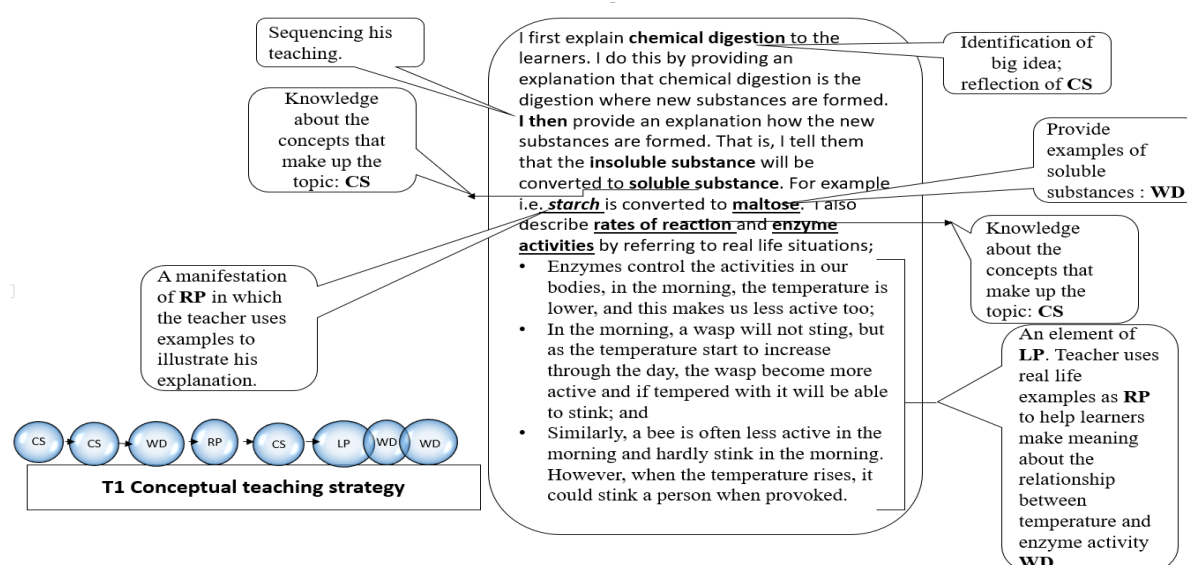 Sequencing his
teaching.
Knowledge
about the
concepts that
make up the
topic: CS
A manifestation
of RP in which
the teacher uses
examples to
illustrate his
explanation.
I first explain chemical digestion to the
learners. I do this by providing an
explanation that chemical digestion is the
digestion where new substances are formed.
I then provide an explanation how the new
substances are formed. That is, I tell them
that the insoluble substance will be
converted to soluble substance. For example
i.e. starch is converted to maltose. I also
describe rates of reaction and enzyme
activities by referring to real life situations;
• Enzymes control the activities in our
bodies, in the morning, the temperature is
lower, and this makes us less active too;
• In the morning, a wasp will not sting, but
as the temperature start to increase
through the day, the wasp become more
active and if tempered with it will be able
to stink; and
• Similarly, a bee is often less active in the
morning and hardly stink in the morning.
However, when the temperature rises, it
could stink a person when provoked.
Identification of
big idea;
reflection of CS
Provide
examples of
soluble
substances : WD
Knowledge
about the
concepts that
make up the
topic: CS
An element of
LP. Teacher uses
real life
examples as RP
to help learners
make meaning
about the
relationship
between
temperature and
enzyme activity
WD
CS CS WD RP CS LP WD WD
T1 Conceptual teaching strategy